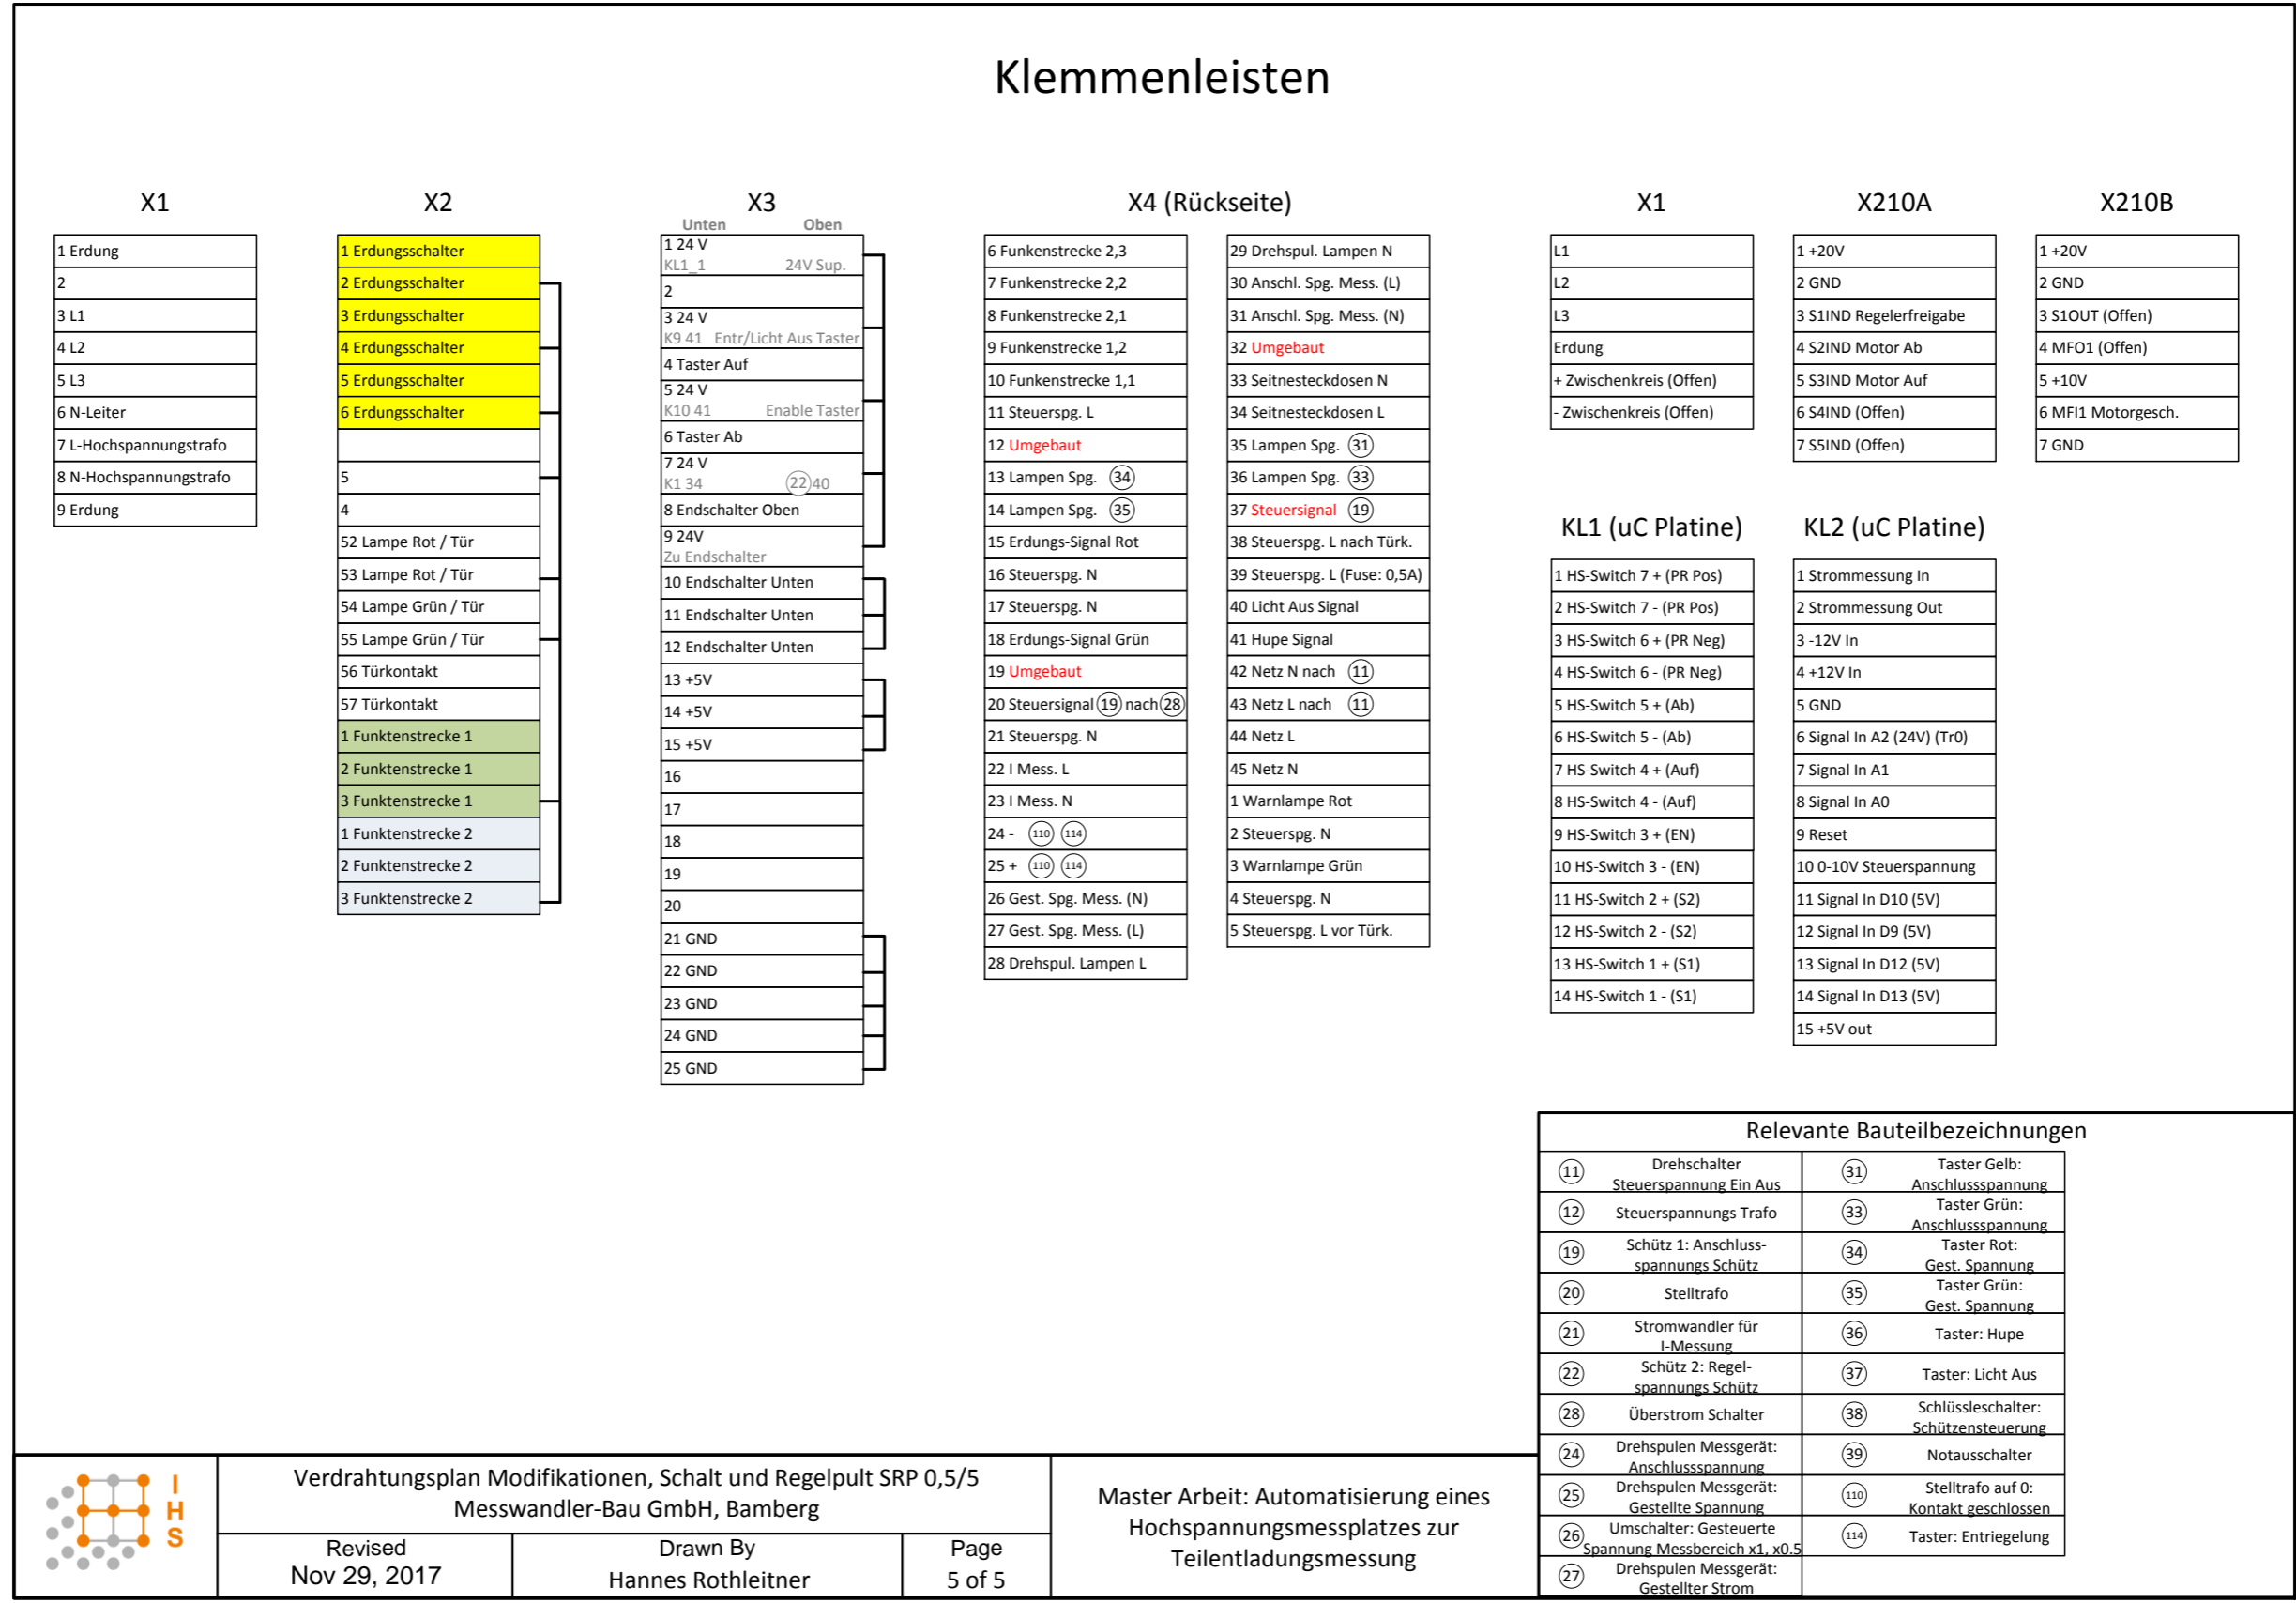 Klemmenleisten
X1
1 Erdung
2
3 L1
4 L2
5 L3
6 N-Leiter
7 L-Hochspannungstrafo
8 N-Hochspannungstrafo
9 Erdung
X2
1 Erdungsschalter
2 Erdungsschalter
3 Erdungsschalter
4 Erdungsschalter
5 Erdungsschalter
6 Erdungsschalter
5
4
52 Lampe Rot / Tür
53 Lampe Rot / Tür
54 Lampe Grün / Tür
55 Lampe Grün / Tür
56 Türkontakt
57 Türkontakt
1 Funktenstrecke 1
2 Funktenstrecke 1
3 Funktenstrecke 1
1 Funktenstrecke 2
2 Funktenstrecke 2
3 Funktenstrecke 2
X3
Unten Oben
1 24 V
KL1_1 24V Sup.
2
3 24 V
K9 41 Entr/Licht Aus Taster
4 Taster Auf
5 24 V
K10 41 Enable Taster
6 Taster Ab
7 24 V
K1 34 22 40
8 Endschalter Oben
9 24V
Zu Endschalter
10 Endschalter Unten
11 Endschalter Unten
12 Endschalter Unten
13 +5V
14 +5V
15 +5V
16
17
18
19
20
21 GND
22 GND
23 GND
24 GND
25 GND
X4 (Rückseite)
6 Funkenstrecke 2,3
7 Funkenstrecke 2,2
8 Funkenstrecke 2,1
9 Funkenstrecke 1,2
10 Funkenstrecke 1,1
11 Steuerspg. L
12 Umgebaut
13 Lampen Spg. 34
14 Lampen Spg. 35
15 Erdungs-Signal Rot
16 Steuerspg. N
17 Steuerspg. N
18 Erdungs-Signal Grün
19 Umgebaut
20 Steuersignal 19 nach 28
21 Steuerspg. N
22 I Mess. L
23 I Mess. N
24 - 110 114
25 + 110 114
26 Gest. Spg. Mess. (N)
27 Gest. Spg. Mess. (L)
28 Drehspul. Lampen L
29 Drehspul. Lampen N
30 Anschl. Spg. Mess. (L)
31 Anschl. Spg. Mess. (N)
32 Umgebaut
33 Seitnesteckdosen N
34 Seitnesteckdosen L
35 Lampen Spg. 31
36 Lampen Spg. 33
37 Steuersignal 19
38 Steuerspg. L nach Türk.
39 Steuerspg. L (Fuse: 0,5A)
40 Licht Aus Signal
41 Hupe Signal
42 Netz N nach 11
43 Netz L nach 11
44 Netz L
45 Netz N
1 Warnlampe Rot
2 Steuerspg. N
3 Warnlampe Grün
4 Steuerspg. N
5 Steuerspg. L vor Türk.
X1
L1
L2
L3
Erdung
+ Zwischenkreis (Offen)
- Zwischenkreis (Offen)
X210A
1 +20V
2 GND
3 S1IND Regelerfreigabe
4 S2IND Motor Ab
5 S3IND Motor Auf
6 S4IND (Offen)
7 S5IND (Offen)
X210B
1 +20V
2 GND
3 S1OUT (Offen)
4 MFO1 (Offen)
5 +10V
6 MFI1 Motorgesch.
7 GND
KL1 (uC Platine)
1 HS-Switch 7 + (PR Pos)
2 HS-Switch 7 - (PR Pos)
3 HS-Switch 6 + (PR Neg)
4 HS-Switch 6 - (PR Neg)
5 HS-Switch 5 + (Ab)
6 HS-Switch 5 - (Ab)
7 HS-Switch 4 + (Auf)
8 HS-Switch 4 - (Auf)
9 HS-Switch 3 + (EN)
10 HS-Switch 3 - (EN)
11 HS-Switch 2 + (S2)
12 HS-Switch 2 - (S2)
13 HS-Switch 1 + (S1)
14 HS-Switch 1 - (S1)
KL2 (uC Platine)
1 Strommessung In
2 Strommessung Out
3 -12V In
4 +12V In
5 GND
6 Signal In A2 (24V) (Tr0)
7 Signal In A1
8 Signal In A0
9 Reset
10 0-10V Steuerspannung
11 Signal In D10 (5V)
12 Signal In D9 (5V)
13 Signal In D12 (5V)
14 Signal In D13 (5V)
15 +5V out
Relevante Bauteilbezeichnungen
11 Drehschalter
Steuerspannung Ein Aus
12 Steuerspannungs Trafo
19 Schütz 1: Anschluss-
spannungs Schütz
20 Stelltrafo
21 Stromwandler für
I-Messung
22 Schütz 2: Regel-
spannungs Schütz
28 Überstrom Schalter
24 Drehspulen Messgerät:
Anschlussspannung
25 Drehspulen Messgerät:
Gestellte Spannung
26 Umschalter: Gesteuerte
Spannung Messbereich x1, x0.5
27 Drehspulen Messgerät:
Gestellter Strom
31 Taster Gelb:
Anschlussspannung
33 Taster Grün:
Anschlussspannung
34 Taster Rot:
Gest. Spannung
35 Taster Grün:
Gest. Spannung
36 Taster: Hupe
37 Taster: Licht Aus
38 Schlüssleschalter:
Schützensteuerung
39 Notausschalter
110 Stelltrafo auf 0:
Kontakt geschlossen
114 Taster: Entriegelung
IHS
Verdrahtungsplan Modifikationen, Schalt und Regelpult SRP 0,5/5
Messwandler-Bau GmbH, Bamberg
Revised
Nov 29, 2017
Drawn By
Hannes Rothleitner
Page
5 of 5
Master Arbeit: Automatisierung eines
Hochspannungsmessplatzes zur
Teilentladungsmessung